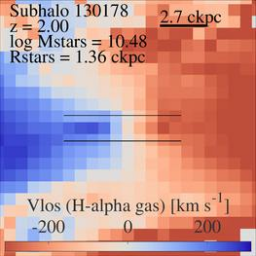 Subhalo 130178
2.7 ckpc
z = 2.00
log Mstars = 10.48
Rstars = 1.36 ckpc
Vlos (H-alpha gas) [km s⁻¹]
-200 0 200